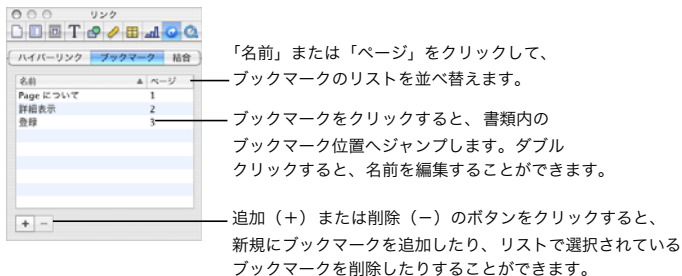 リンク
ハイパーリンク ブックマーク 結合
名前 ページ
Page について 1
詳細表示 2
登録 3
「名前」または「ページ」をクリックして、
ブックマークのリストを並べ替えます。
ブックマークをクリックすると、書類内の
ブックマーク位置へジャンプします。ダブル
クリックすると、名前を編集することができます。
追加（＋）または削除（−）のボタンをクリックすると、
新規にブックマークを追加したり、リストで選択されている
ブックマークを削除したりすることができます。